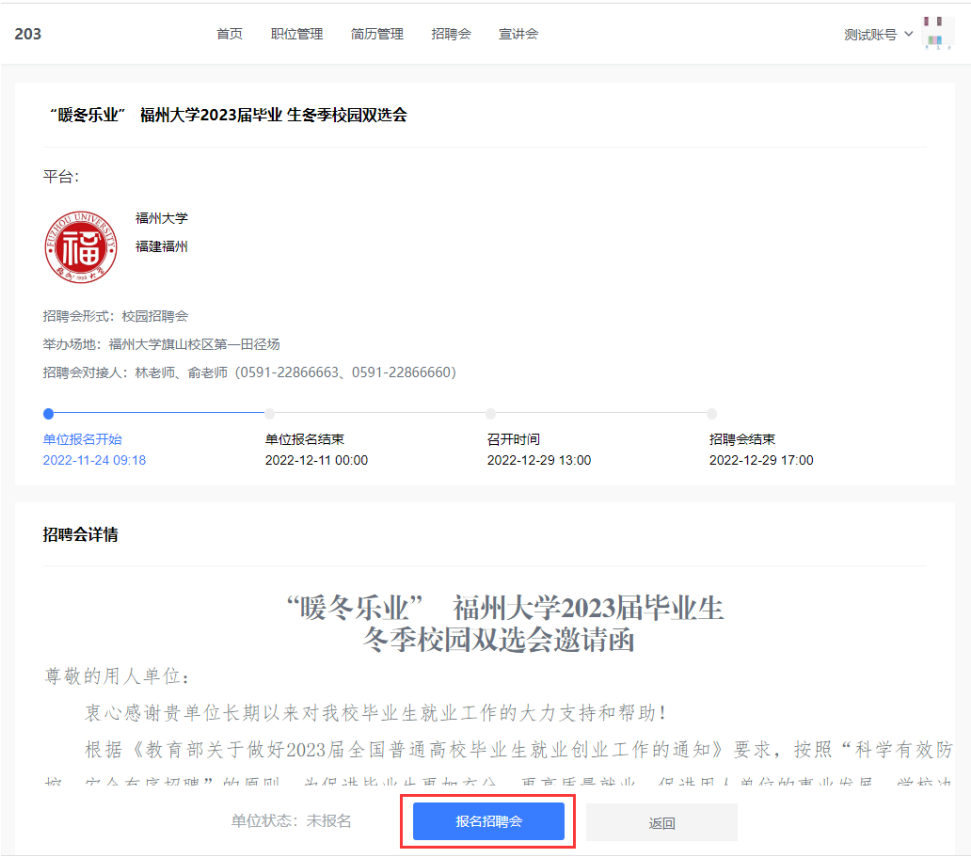 203 首页 职位管理 简历管理 招聘会 宣讲会 测试账号
“暖冬乐业” 福州大学2023届毕业 生冬季校园双选会
平台：
FUZHOU UNIVERSITY
福
1958
福州大学
福建福州
招聘会形式：校园招聘会
举办场地：福州大学旗山校区第一田径场
招聘会对接人：林老师、俞老师（0591-22866663、0591-22866660）
单位报名开始 单位报名结束 召开时间 招聘会结束
2022-11-24 09:18 2022-12-11 00:00 2022-12-29 13:00 2022-12-29 17:00
招聘会详情
“暖冬乐业” 福州大学2023届毕业生
冬季校园双选会邀请函
尊敬的用人单位：
衷心感谢贵单位长期以来对我校毕业生就业工作的大力支持和帮助！
根据《教育部关于做好2023届全国普通高校毕业生就业创业工作的通知》要求，按照“科学有效防
控、安全有序招聘”的原则，为促进毕业生更加充分、更高质量就业，促进用人单位的事业发展，学校决
单位状态：未报名 报名招聘会 返回